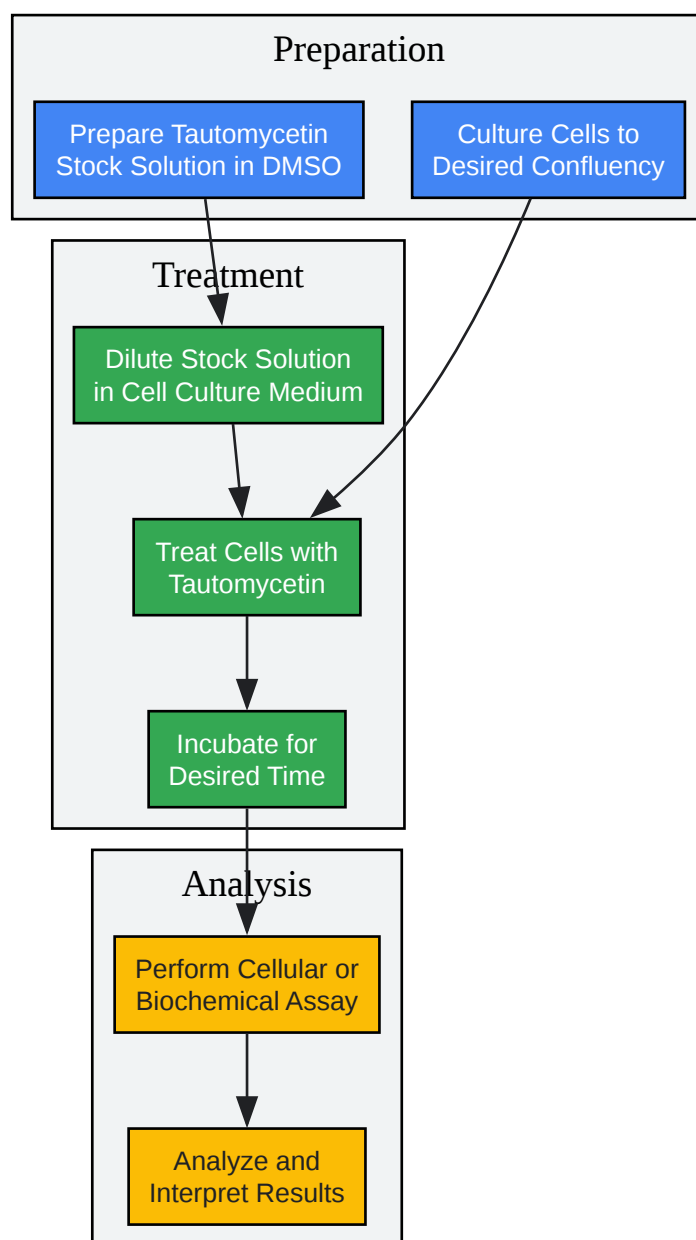 Preparation
Prepare Tautomycetin
Stock Solution in DMSO
Culture Cells to
Desired Confluency
Treatment
Dilute Stock Solution
in Cell Culture Medium
Treat Cells with
Tautomycetin
Incubate for
Desired Time
Analysis
Perform Cellular or
Biochemical Assay
Analyze and
Interpret Results